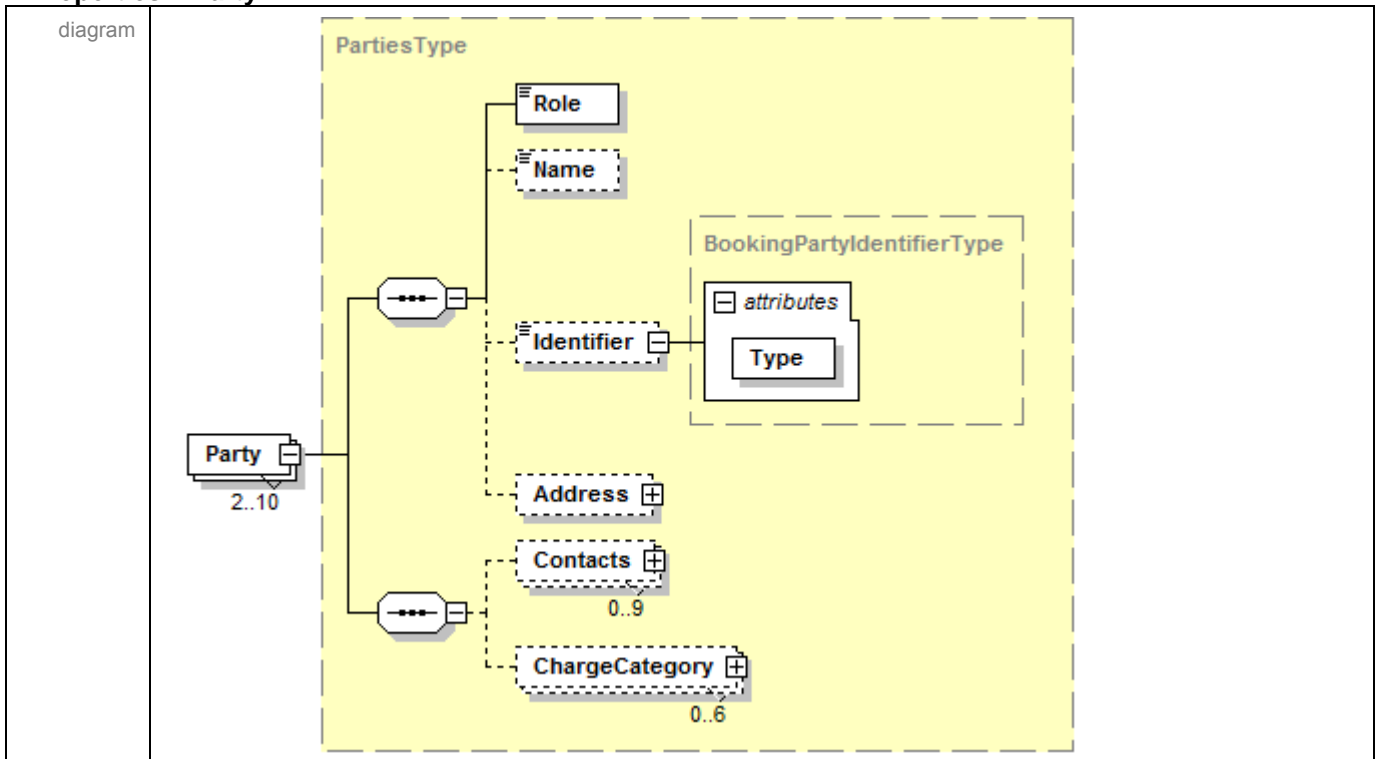 diagram
PartiesType
Role
Name
BookingPartyIdentifierType
attributes
Identifier
Type
Party
2..10
Address
Contacts
0..9
ChargeCategory
0..6